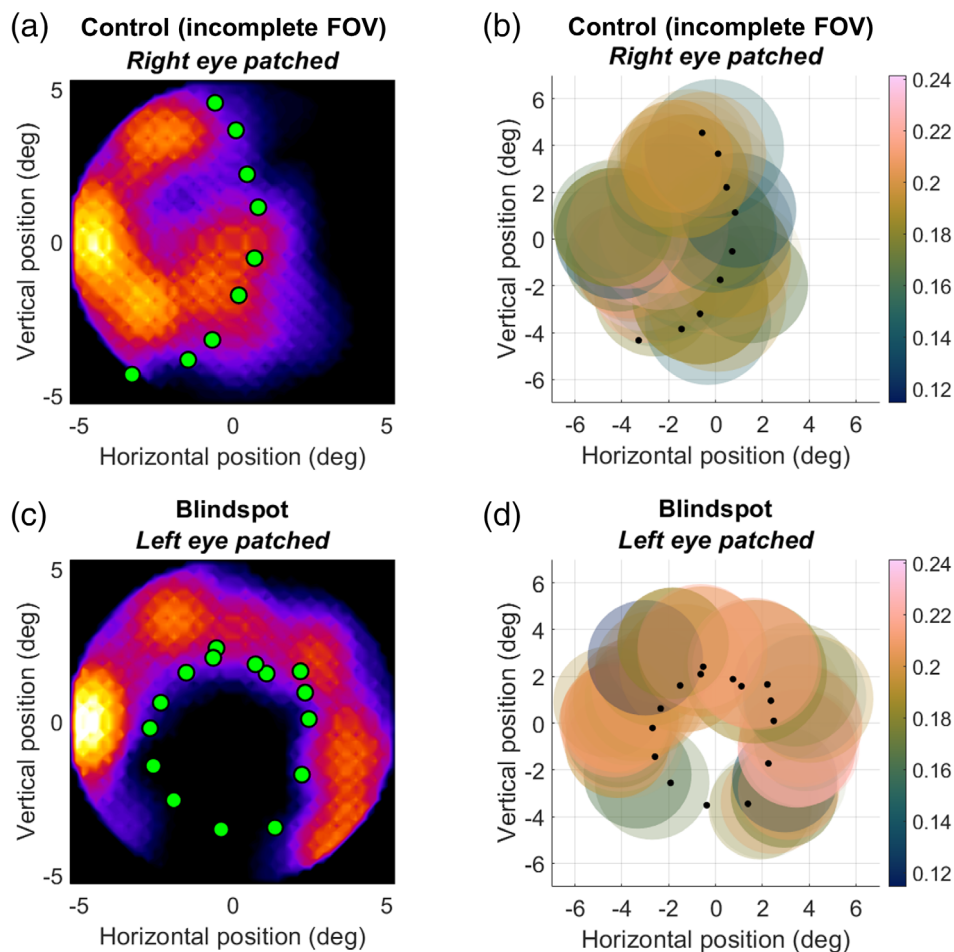 (a) Control (incomplete FOV)
Right eye patched
5
0
-5
Vertical position (deg)
-5 0 5
Horizontal position (deg)
(b) Control (incomplete FOV)
Right eye patched
6
4
2
0
-2
-4
-6
Vertical position (deg)
-6 -4 -2 0 2 4 6
Horizontal position (deg)
0.24
0.22
0.2
0.18
0.16
0.14
0.12
(c) Blindspot
Left eye patched
5
0
-5
Vertical position (deg)
-5 0 5
Horizontal position (deg)
(d) Blindspot
Left eye patched
6
4
2
0
-2
-4
-6
Vertical position (deg)
-6 -4 -2 0 2 4 6
Horizontal position (deg)
0.24
0.22
0.2
0.18
0.16
0.14
0.12